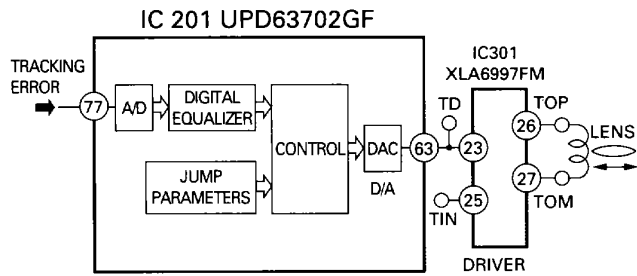 IC 201 UPD63702GF
IC301
XLA6997FM
TRACKING
ERROR
77
A/D
DIGITAL
EQUALIZER
JUMP
PARAMETERS
CONTROL
DAC
D/A
63
TD
23
25
TIN
26
TOP
27
TOM
LENS
DRIVER